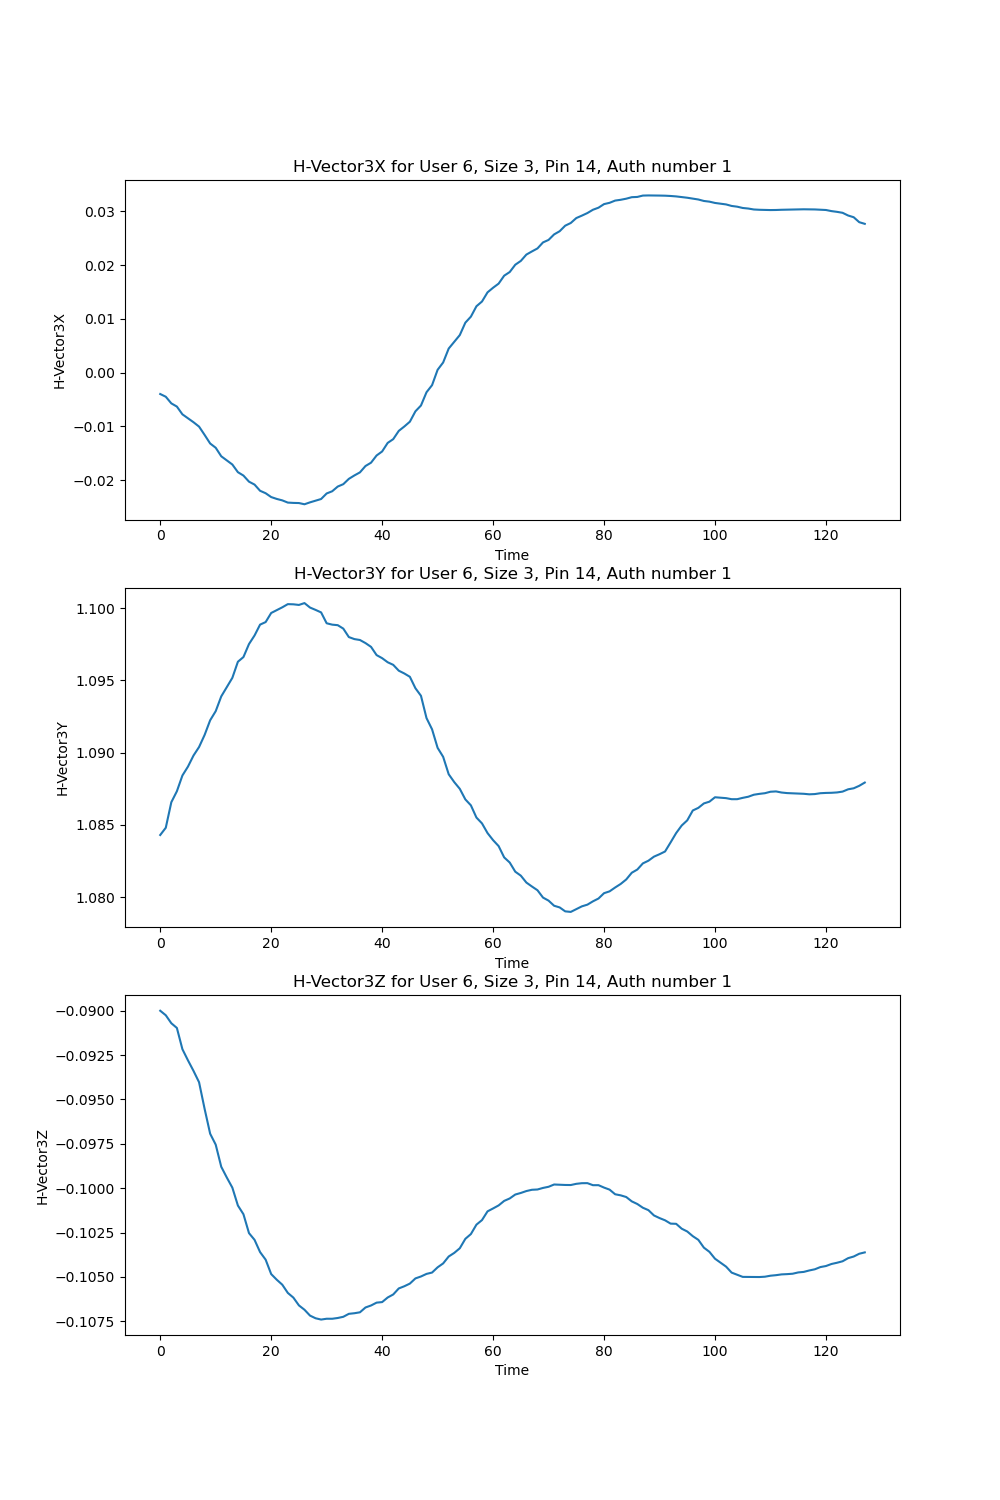 H-Vector3X for User 6, Size 3, Pin 14, Auth number 1
0.03
0.02
0.01
0.00
−0.01
−0.02
H-Vector3X
0 20 40 60 80 100 120
Time
H-Vector3Y for User 6, Size 3, Pin 14, Auth number 1
1.100
1.095
1.090
1.085
1.080
H-Vector3Y
0 20 40 60 80 100 120
Time
H-Vector3Z for User 6, Size 3, Pin 14, Auth number 1
−0.0900
−0.0925
−0.0950
−0.0975
−0.1000
−0.1025
−0.1050
−0.1075
H-Vector3Z
0 20 40 60 80 100 120
Time